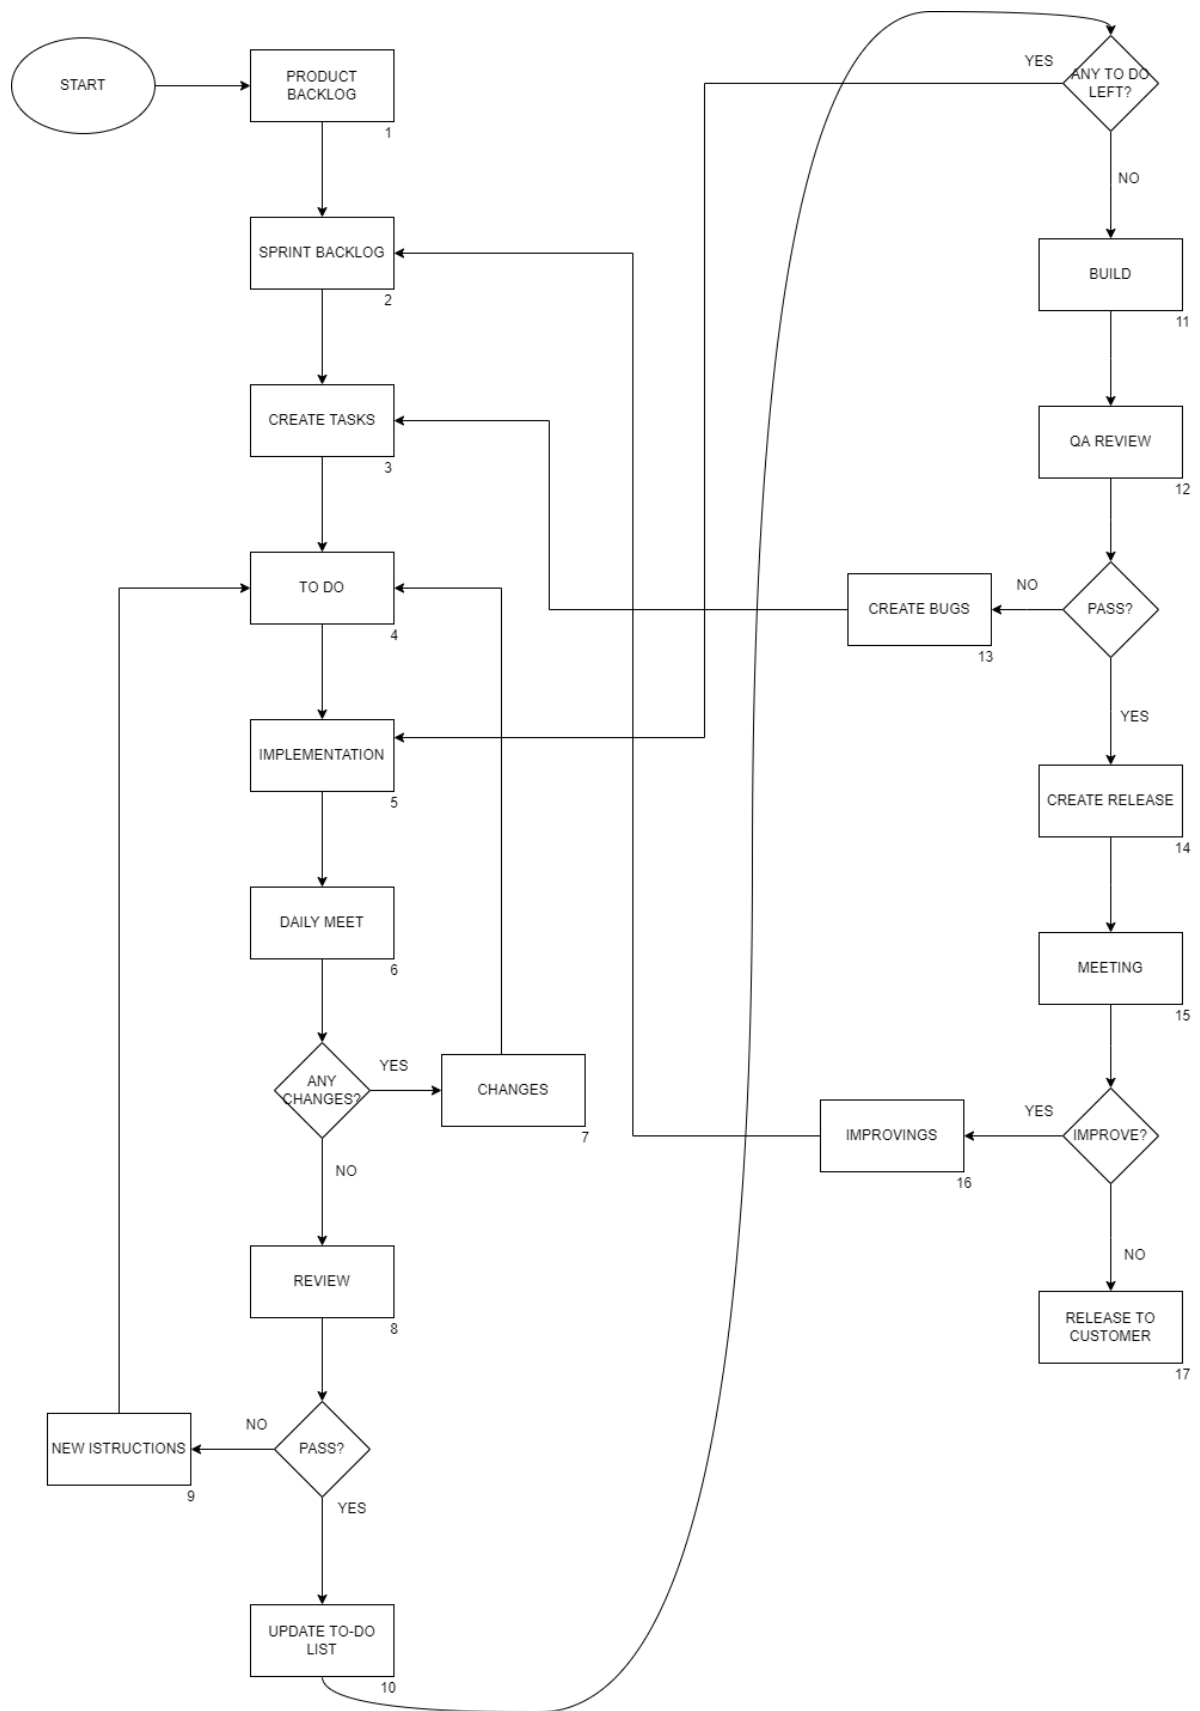 START
PRODUCT
BACKLOG
1
SPRINT BACKLOG
2
CREATE TASKS
3
TO DO
4
IMPLEMENTATION
5
DAILY MEET
6
ANY
CHANGES?
YES
CHANGES
7
NO
REVIEW
8
PASS?
NO
NEW ISTRUCTIONS
9
YES
UPDATE TO-DO
LIST
10
ANY TO DO
LEFT?
YES
NO
BUILD
11
QA REVIEW
12
PASS?
NO
CREATE BUGS
13
YES
CREATE RELEASE
14
MEETING
15
IMPROVE?
YES
IMPROVINGS
16
NO
RELEASE TO
CUSTOMER
17